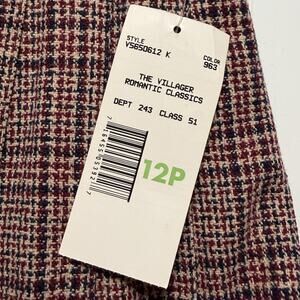 STYLE
V5650612 K
COLOR
963
THE VILLAGER
ROMANTIC CLASSICS
DEPT 243 CLASS 51
12P